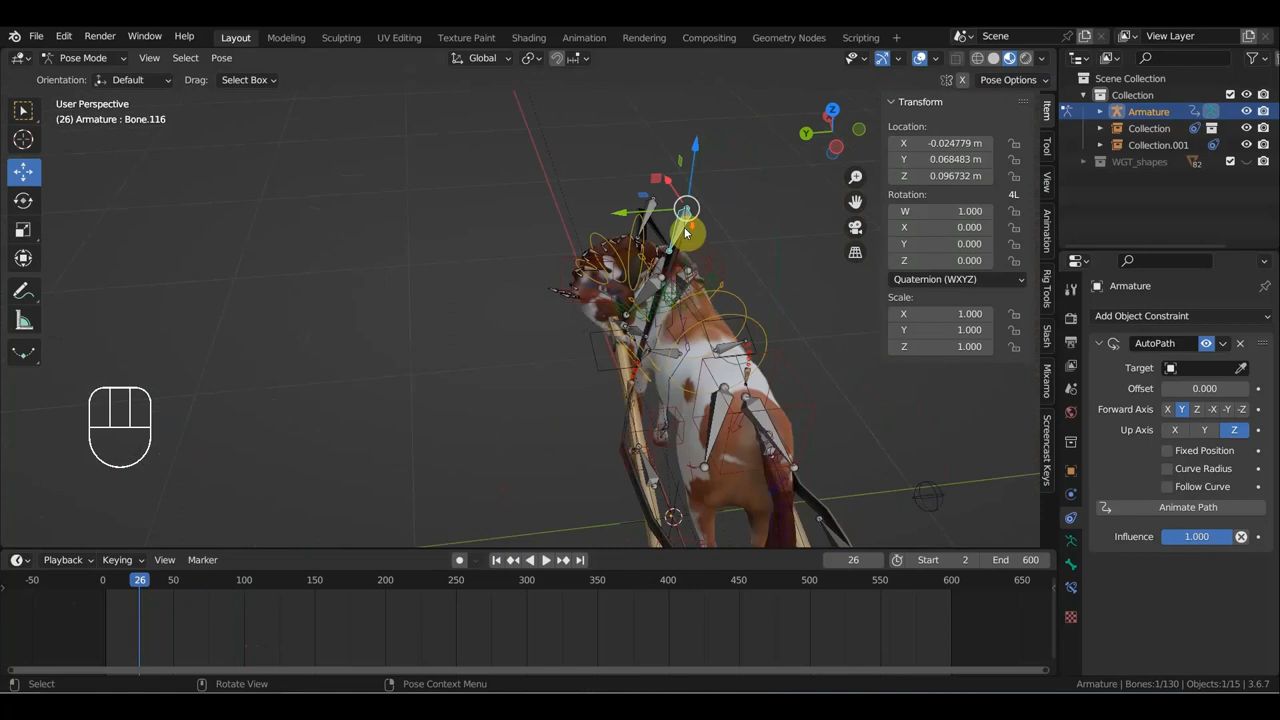 File Edit Render Window Help Layout Modeling Sculpting UV Editing Texture Paint Shading Animation Rendering Compositing Geometry Nodes Scripting + Scene View Layer
Pose Mode View Select Pose Global
Orientation: Default Drag: Select Box X Pose Options
User Perspective
(26) Armature : Bone.116
Z
Y
Transform
Location:
X -0.024779 m
Y 0.068483 m
Z 0.096732 m
Rotation: 4L
W 1.000
X 0.000
Y 0.000
Z 0.000
Quaternion (WXYZ)
Scale:
X 1.000
Y 1.000
Z 1.000
Item
Tool
View
Animation
Rig Tools
Slash
Mixamo
Screencast Keys
Scene Collection
Collection
Armature
Collection
Collection.001
WGT_shapes 82
Armature
Add Object Constraint
AutoPath
Target
Offset 0.000
Forward Axis X Y Z -X -Y -Z
Up Axis X Y Z
Fixed Position
Curve Radius
Follow Curve
Animate Path
Influence 1.000
Playback Keying View Marker 26 Start 2 End 600
-50 0 26 50 100 150 200 250 300 350 400 450 500 550 600 650
Select Rotate View Pose Context Menu Armature | Bones:1/130 | Objects:1/15 | 3.6.7